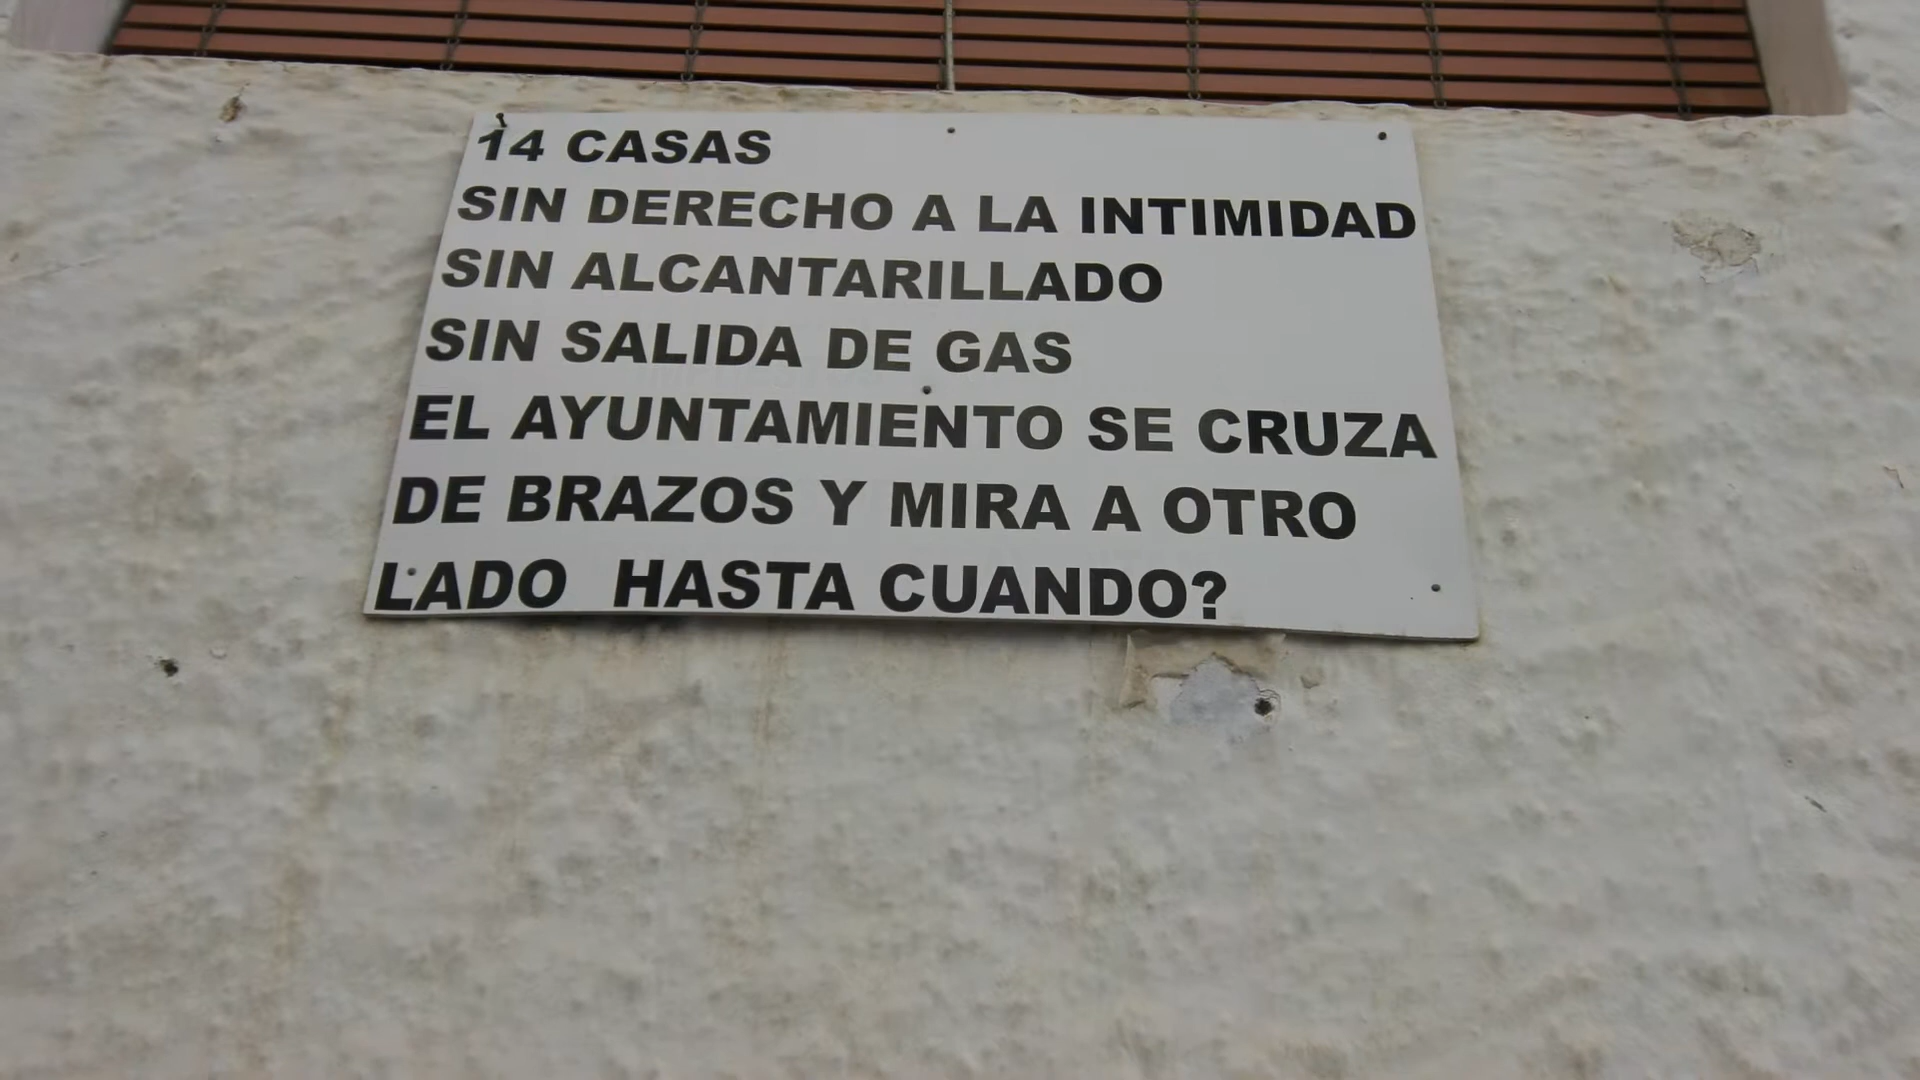 14 CASAS
SIN DERECHO A LA INTIMIDAD
SIN ALCANTARILLADO
SIN SALIDA DE GAS
EL AYUNTAMIENTO SE CRUZA
DE BRAZOS Y MIRA A OTRO
LADO HASTA CUANDO?